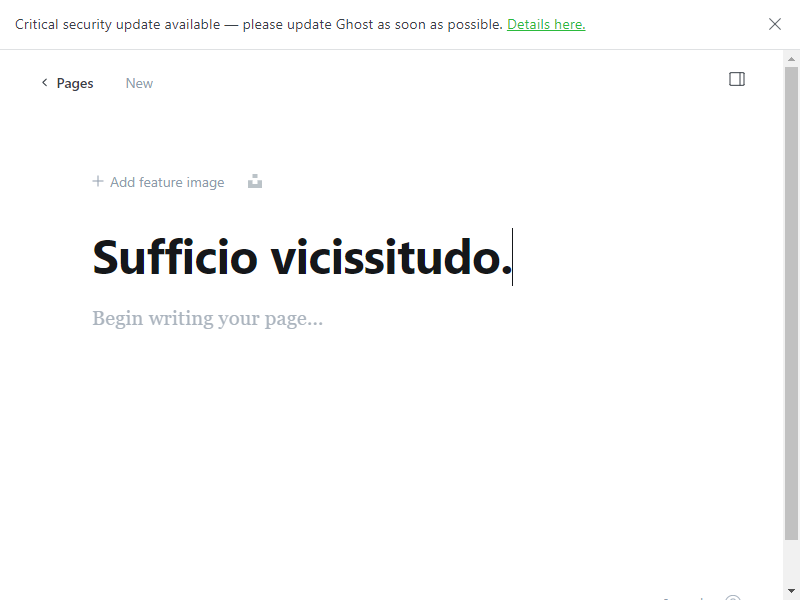 Critical security update available — please update Ghost as soon as possible. Details here.
Pages New
Add feature image
Sufficio vicissitudo.
Begin writing your page...